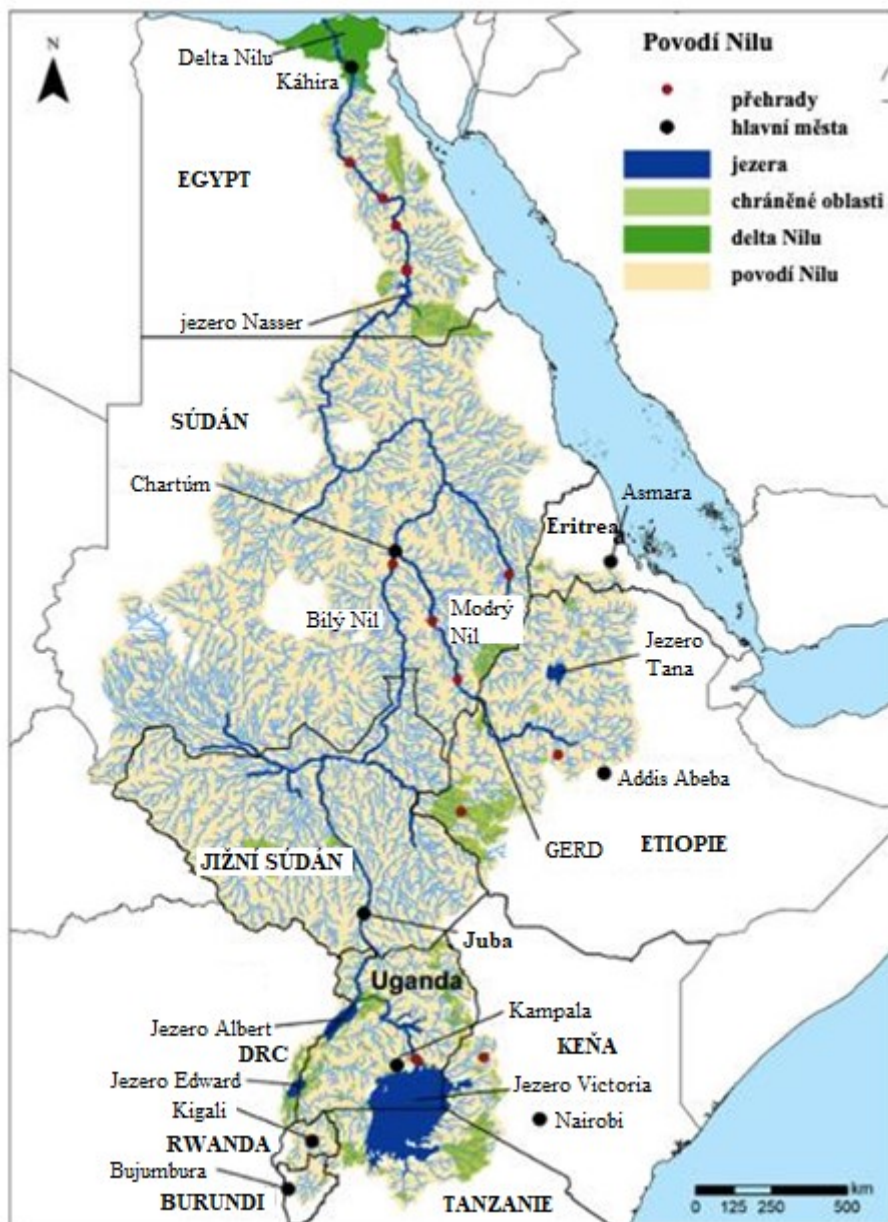 N
Delta Nilu
Káhira
EGYPT
jezero Nasser
Povodí Nilu
přehrady
hlavní města
jezera
chráněné oblasti
delta Nilu
povodí Nilu
SÚDÁN
Chartúm
Asmara
Eritrea
Bílý Nil
Modrý
Nil
Jezero
Tana
Addis Abeba
GERD
ETIOPIE
JIŽNÍ SÚDÁN
Juba
Uganda
Kampala
Jezero Albert
DRC
KEŇA
Jezero Edward
Jezero Victoria
Kigali
Nairobi
RWANDA
Bujumbura
BURUNDI
TANZANIE
km
0 125 250 500